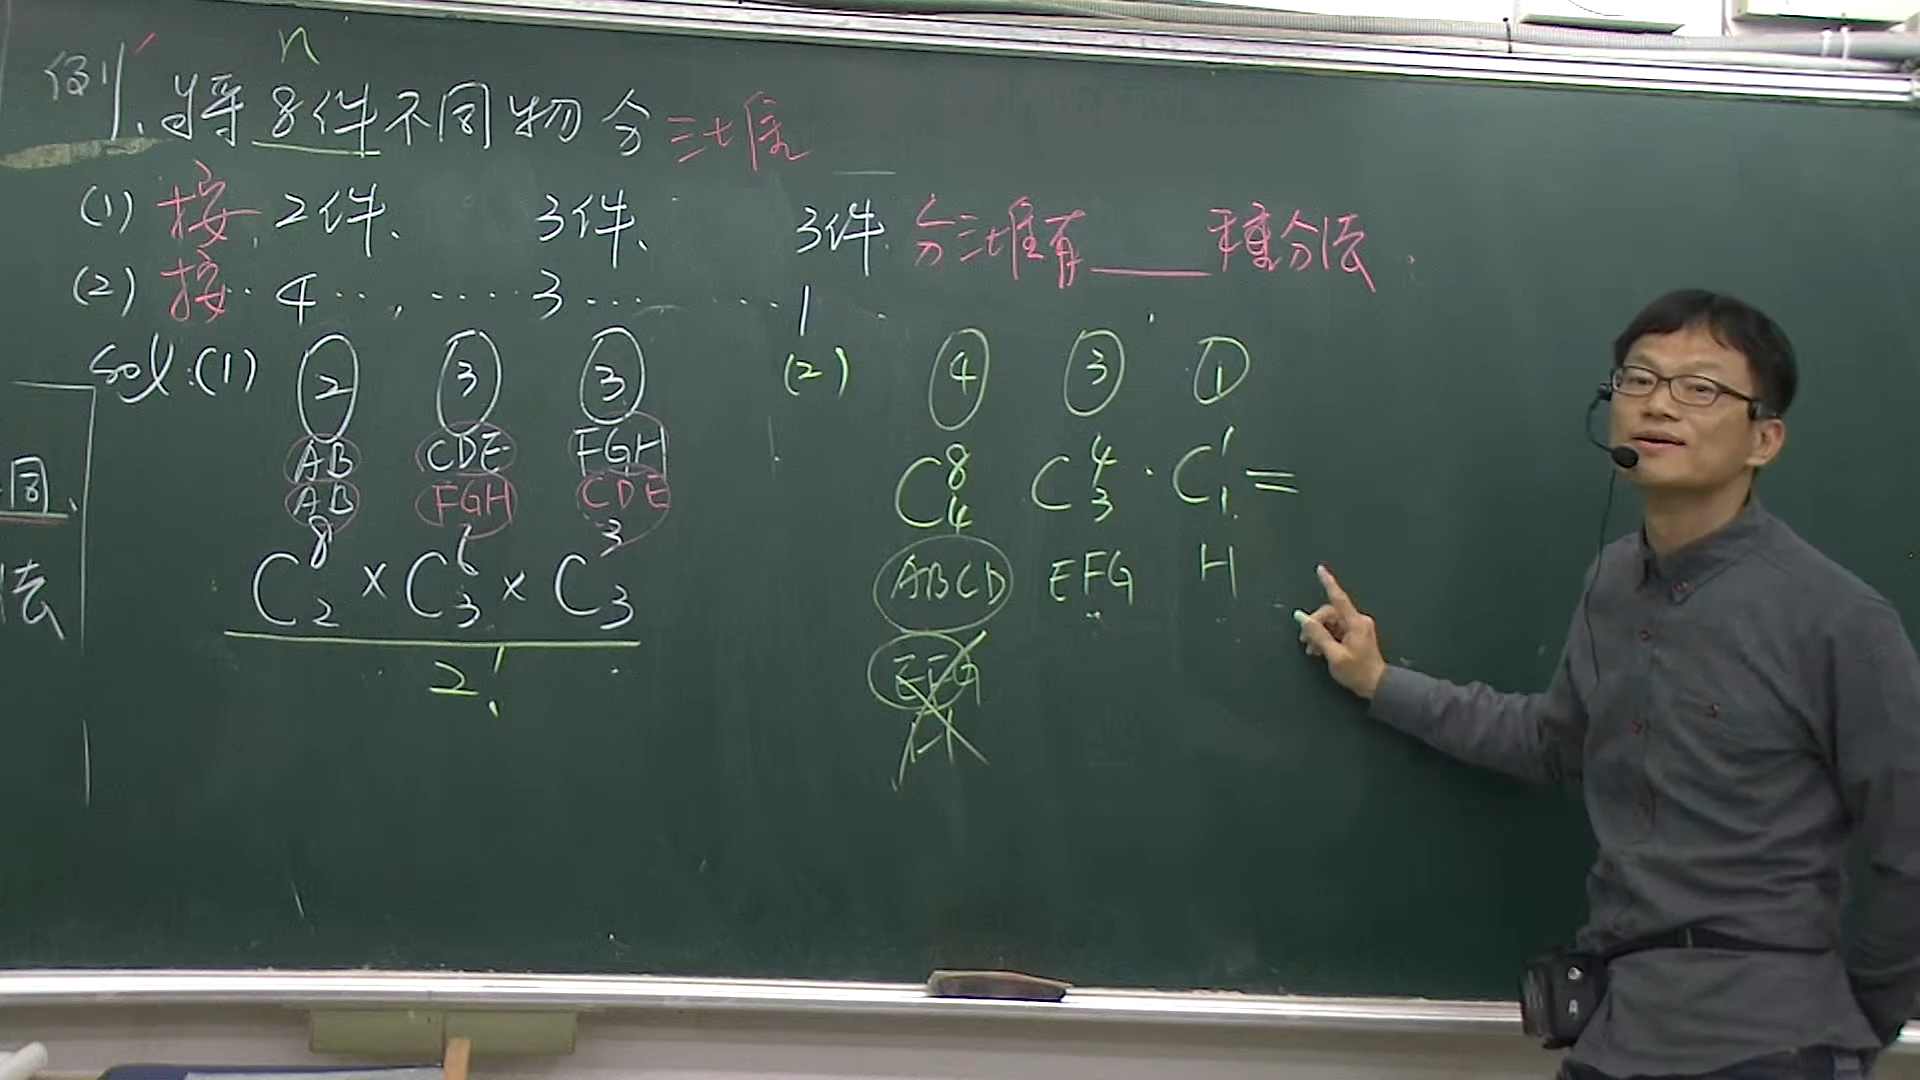 n
例1.將8件不同物分三堆
(1)按2件、3件、3件分三堆有____種分法.
(2)按‥4‥,‥‥3‥‥‥1.
sol:(1) ② ③ ③
AB CDE FGH
AB FGH CDE
C⁸₂×C⁶₃×C³₃
2!
(2) ④ ③ ①
C⁸₄ C⁴₃·C¹₁=
ABCD EFG H
EFG
H
同、
法